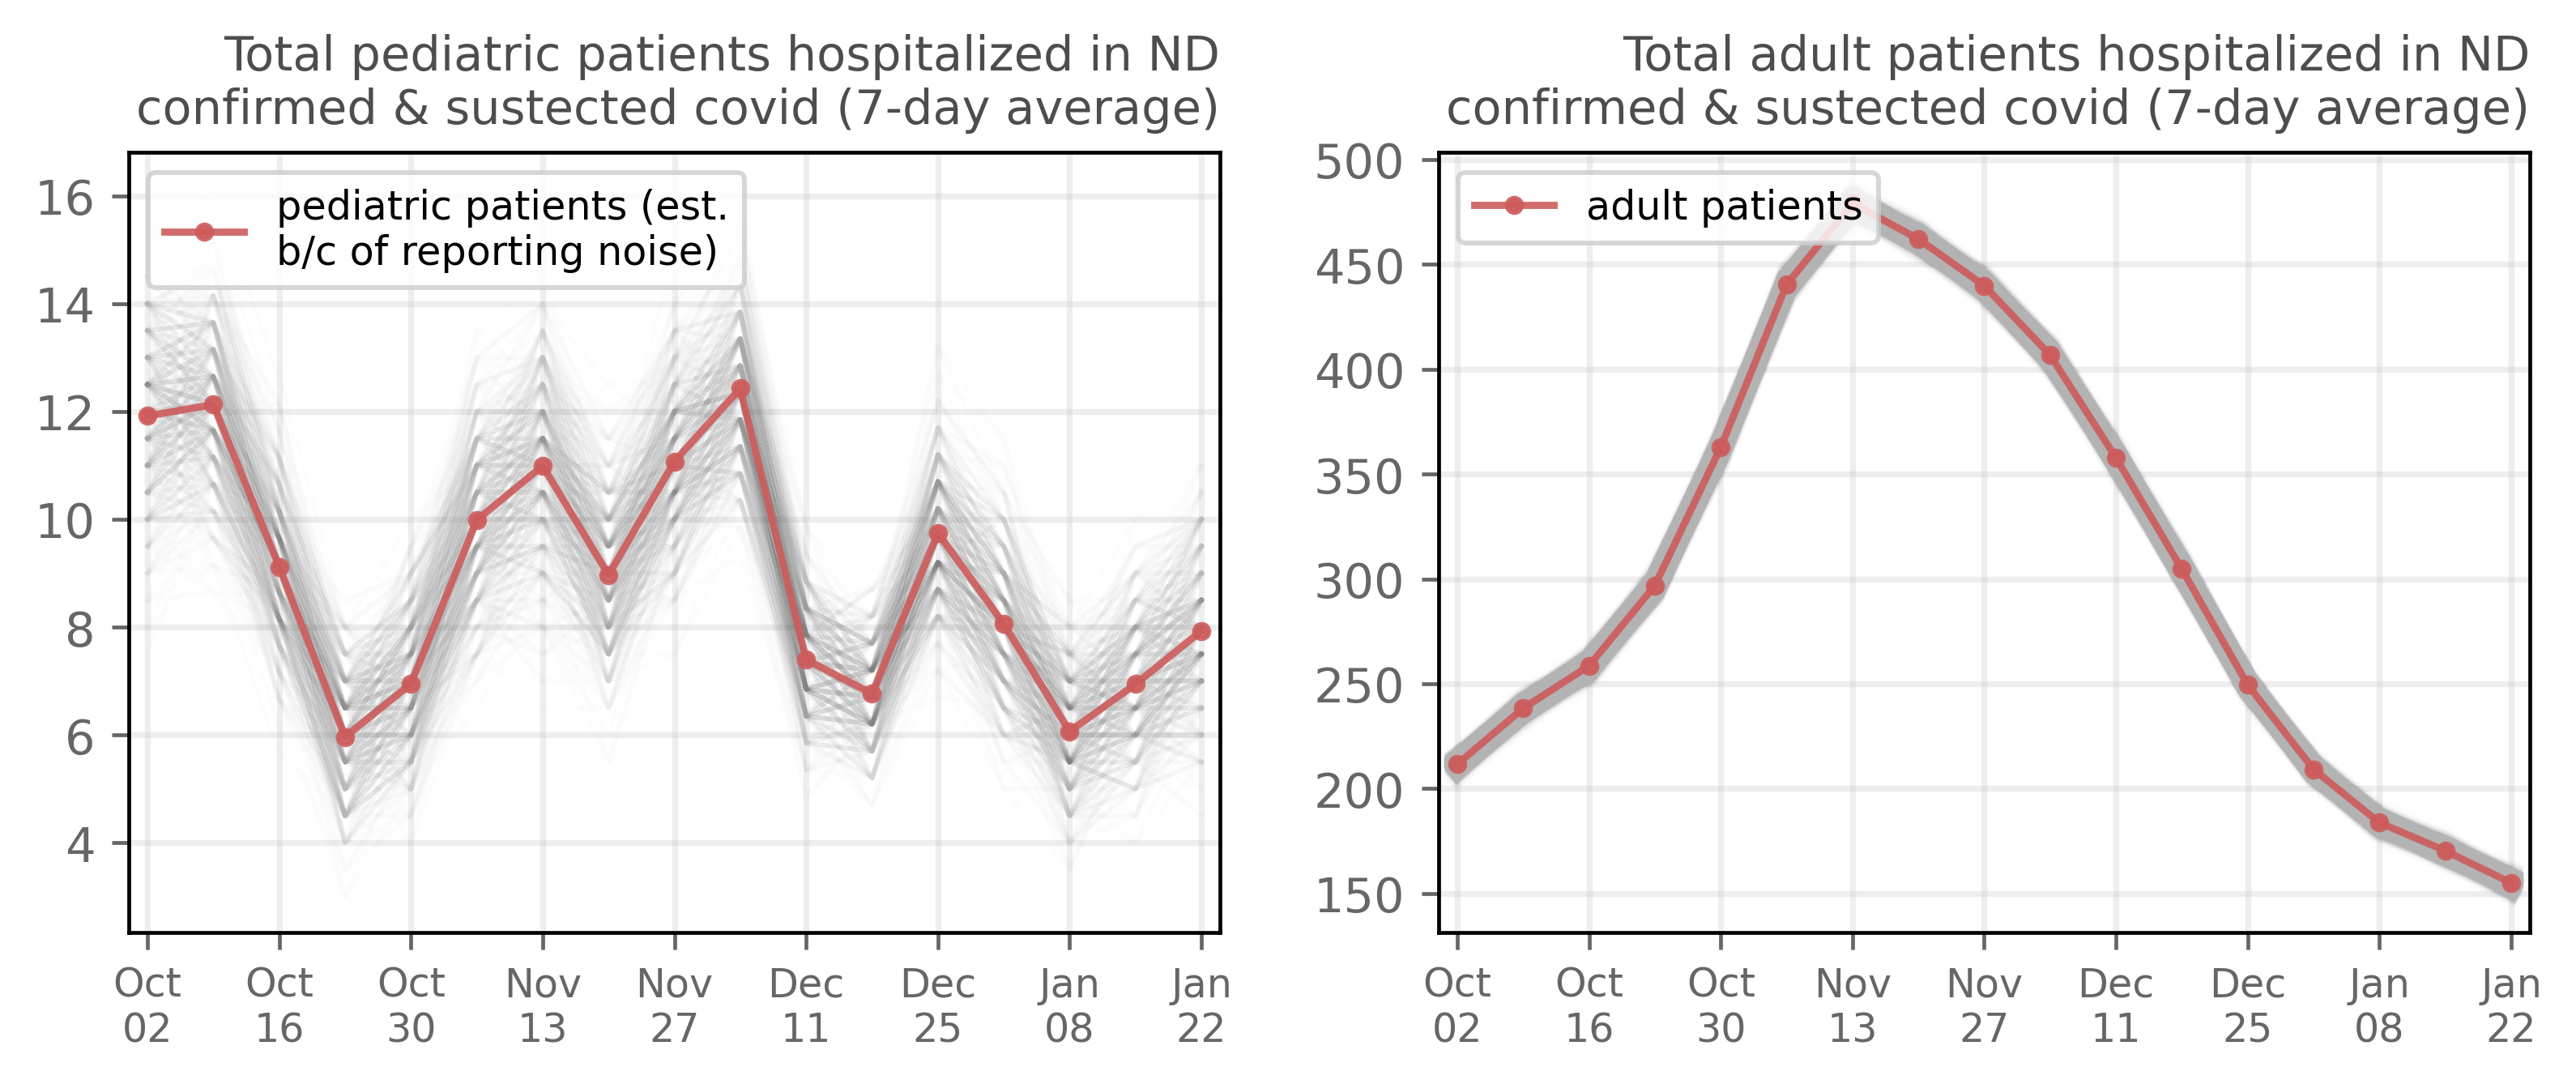 Total pediatric patients hospitalized in ND
confirmed & sustected covid (7-day average)
pediatric patients (est.
b/c of reporting noise)
16
14
12
10
8
6
4
Oct
02
Oct
16
Oct
30
Nov
13
Nov
27
Dec
11
Dec
25
Jan
08
Jan
22
Total adult patients hospitalized in ND
confirmed & sustected covid (7-day average)
adult patients
500
450
400
350
300
250
200
150
Oct
02
Oct
16
Oct
30
Nov
13
Nov
27
Dec
11
Dec
25
Jan
08
Jan
22